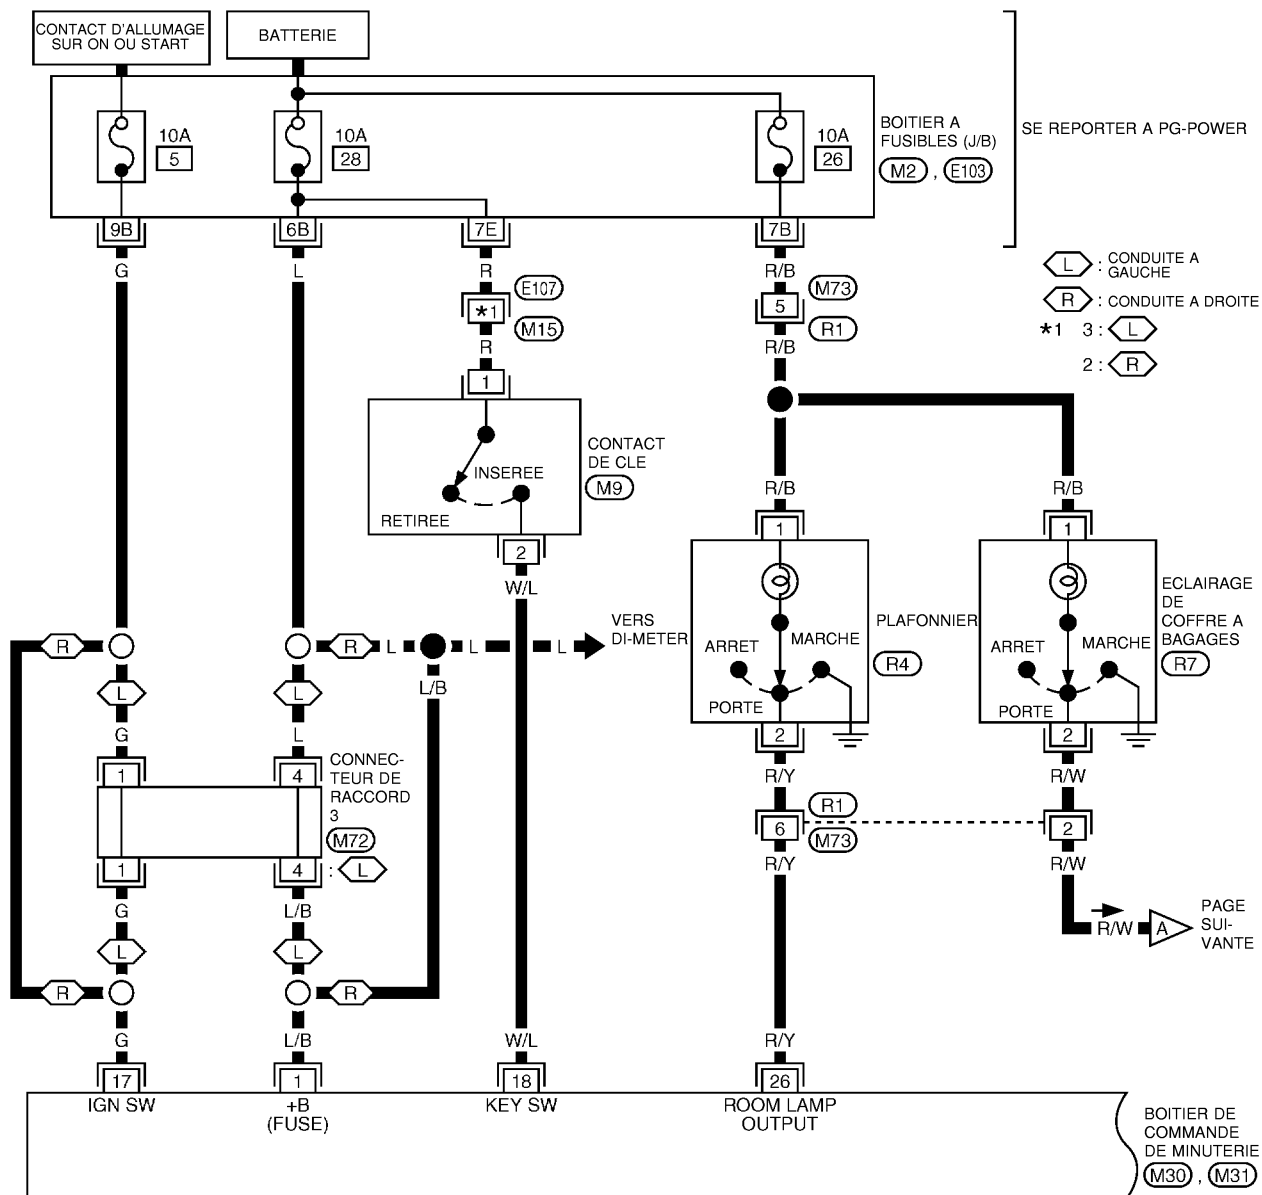 CONTACT D'ALLUMAGE
SUR ON OU START
BATTERIE
10A
5
10A
28
10A
26
BOITIER A
FUSIBLES (J/B)
M2 , E103
SE REPORTER A PG-POWER
9B
6B
7E
7B
G
L
R
R/B
L : CONDUITE A
GAUCHE
R : CONDUITE A DROITE
*1 3 : L
2 : R
E107
*1
M15
R
M73
5
R1
R/B
1
CONTACT
DE CLE
M9
INSEREE
RETIREE
2
W/L
R/B
R/B
1
1
VERS
DI-METER
PLAFONNIER
R4
ARRET
MARCHE
PORTE
ECLAIRAGE
DE
COFFRE A
BAGAGES
R7
ARRET
MARCHE
PORTE
R
R
L
L
L
L
L
L/B
G
L
1
4
CONNEC-
TEUR DE
RACCORD
3
M72
1
4
: L
2
2
R/Y
R/W
R1
6
M73
2
R/Y
R/W
G
L/B
L
L
R
R
R/W
A
PAGE
SUI-
VANTE
G
L/B
W/L
R/Y
17
1
18
26
IGN SW
+B
(FUSE)
KEY SW
ROOM LAMP
OUTPUT
BOITIER DE
COMMANDE
DE MINUTERIE
M30 , M31